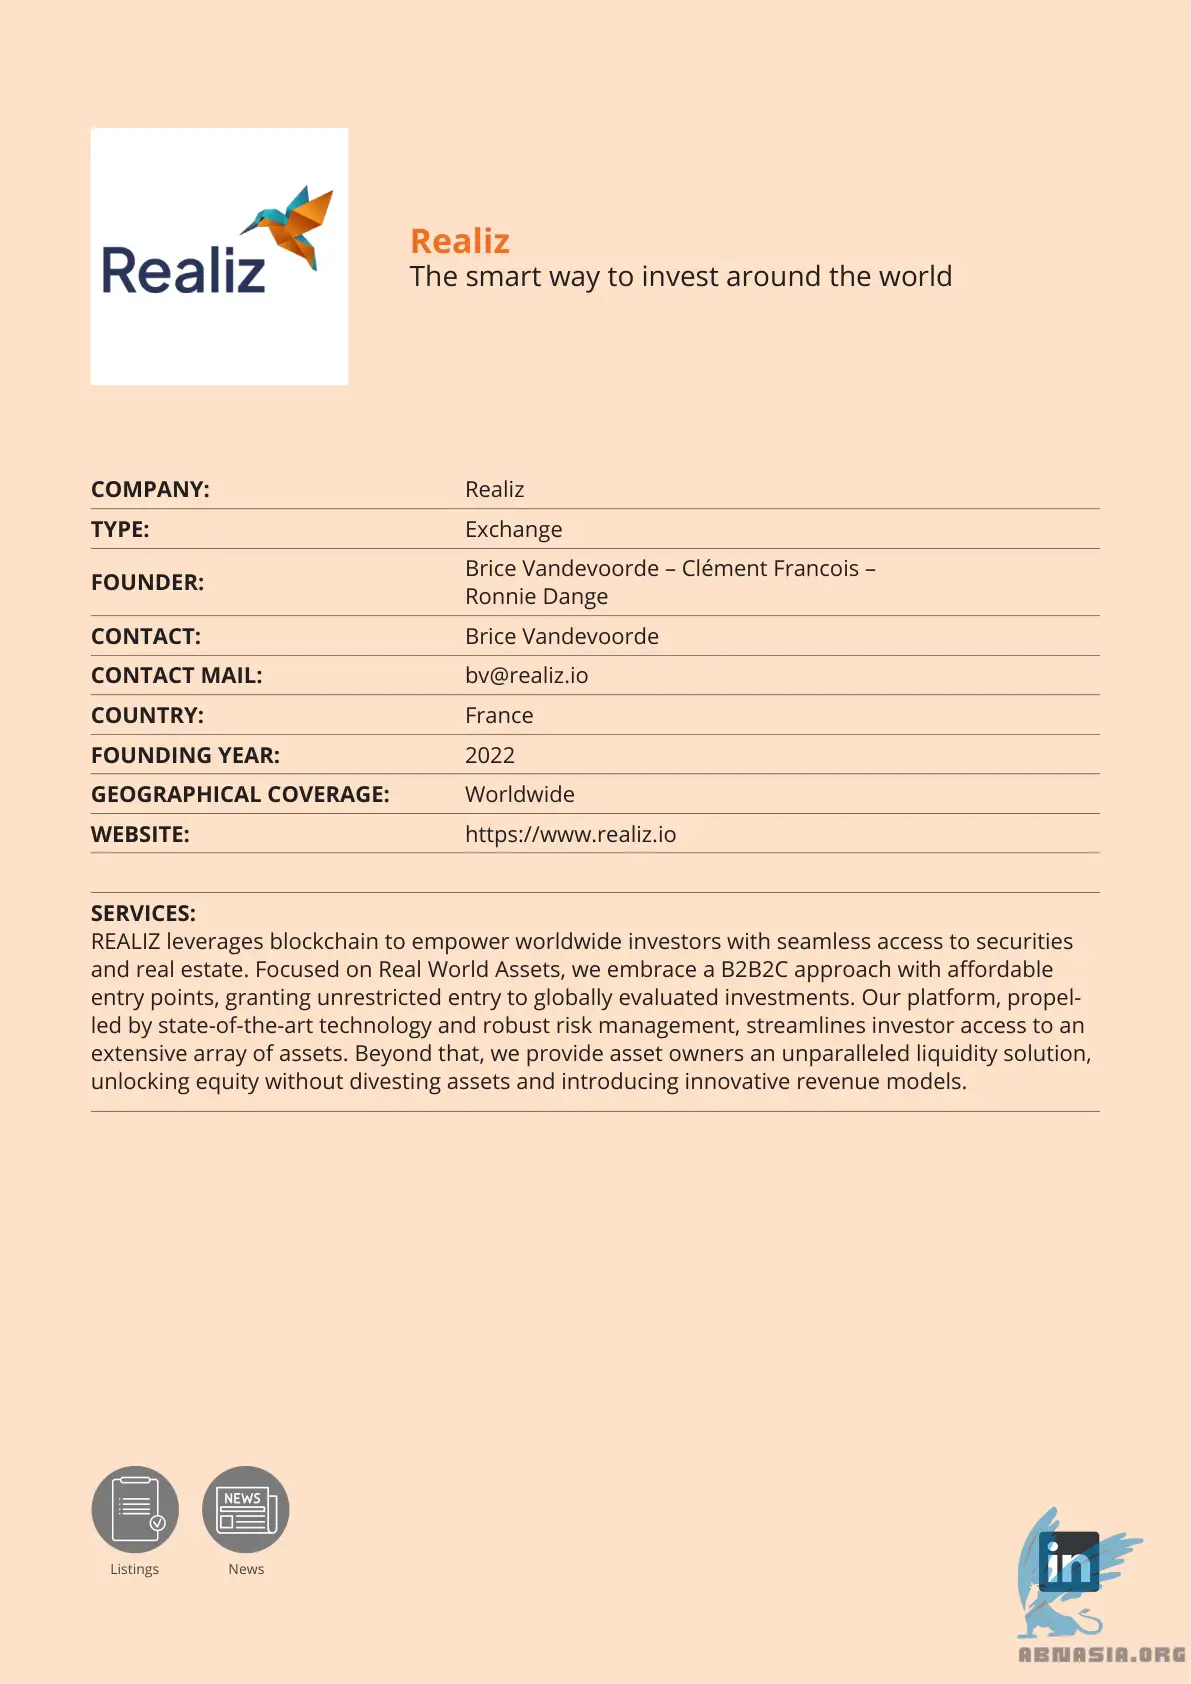 Realiz
Realiz
The smart way to invest around the world
COMPANY: Realiz
TYPE: Exchange
FOUNDER: Brice Vandevoorde – Clément Francois –
Ronnie Dange
CONTACT: Brice Vandevoorde
CONTACT MAIL: bv@realiz.io
COUNTRY: France
FOUNDING YEAR: 2022
GEOGRAPHICAL COVERAGE: Worldwide
WEBSITE: https://www.realiz.io
SERVICES:
REALIZ leverages blockchain to empower worldwide investors with seamless access to securities
and real estate. Focused on Real World Assets, we embrace a B2B2C approach with affordable
entry points, granting unrestricted entry to globally evaluated investments. Our platform, propel-
led by state-of-the-art technology and robust risk management, streamlines investor access to an
extensive array of assets. Beyond that, we provide asset owners an unparalleled liquidity solution,
unlocking equity without divesting assets and introducing innovative revenue models.
NEWS
Listings News
in
ABNASIA.ORG